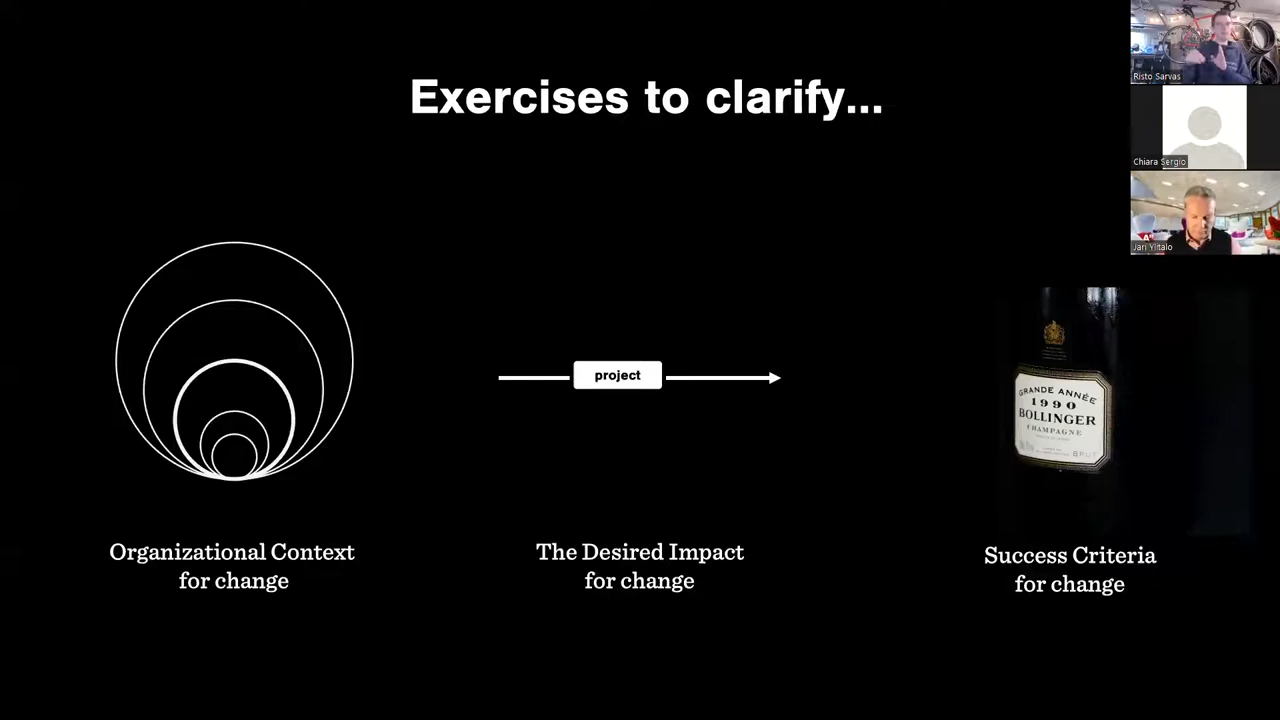 Exercises to clarify...
Risto Sarvas
Chiara Sergio
Jari Ylitalo
project
GRANDE ANNÉE
1990
BOLLINGER
CHAMPAGNE
BRUT
Organizational Context
for change
The Desired Impact
for change
Success Criteria
for change